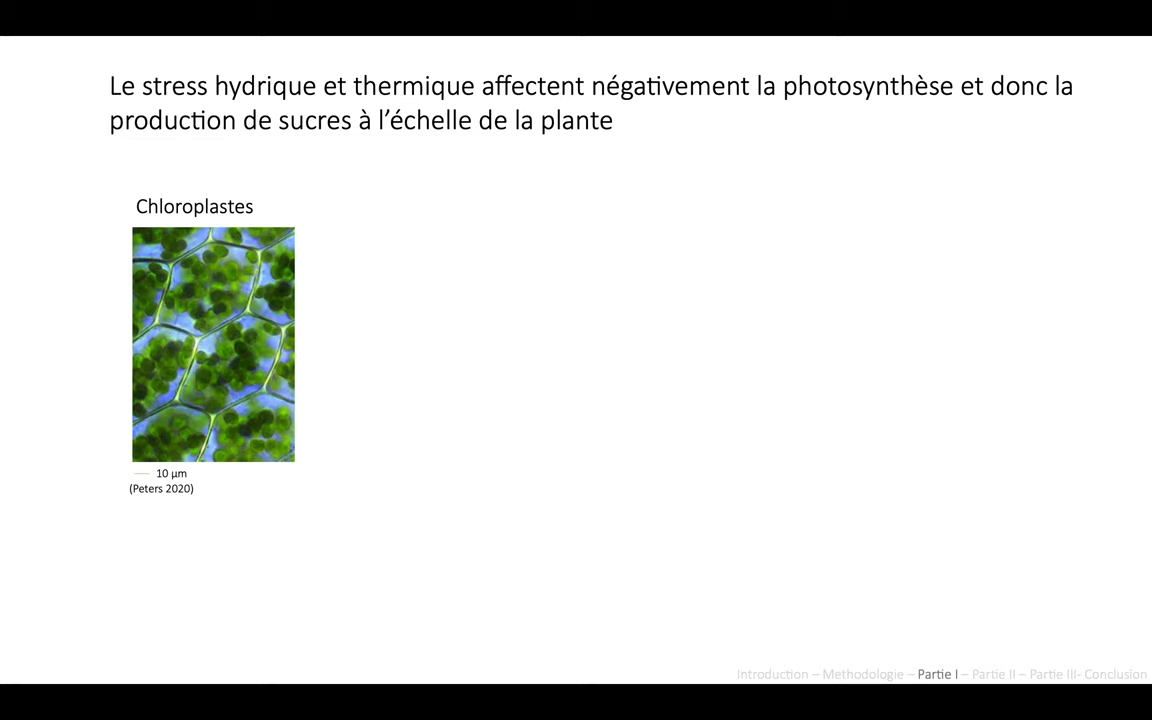 Le stress hydrique et thermique affectent négativement la photosynthèse et donc la
production de sucres à l’échelle de la plante
Chloroplastes
10 µm
(Peters 2020)
Introduction – Methodologie – Partie I – Partie II – Partie III- Conclusion